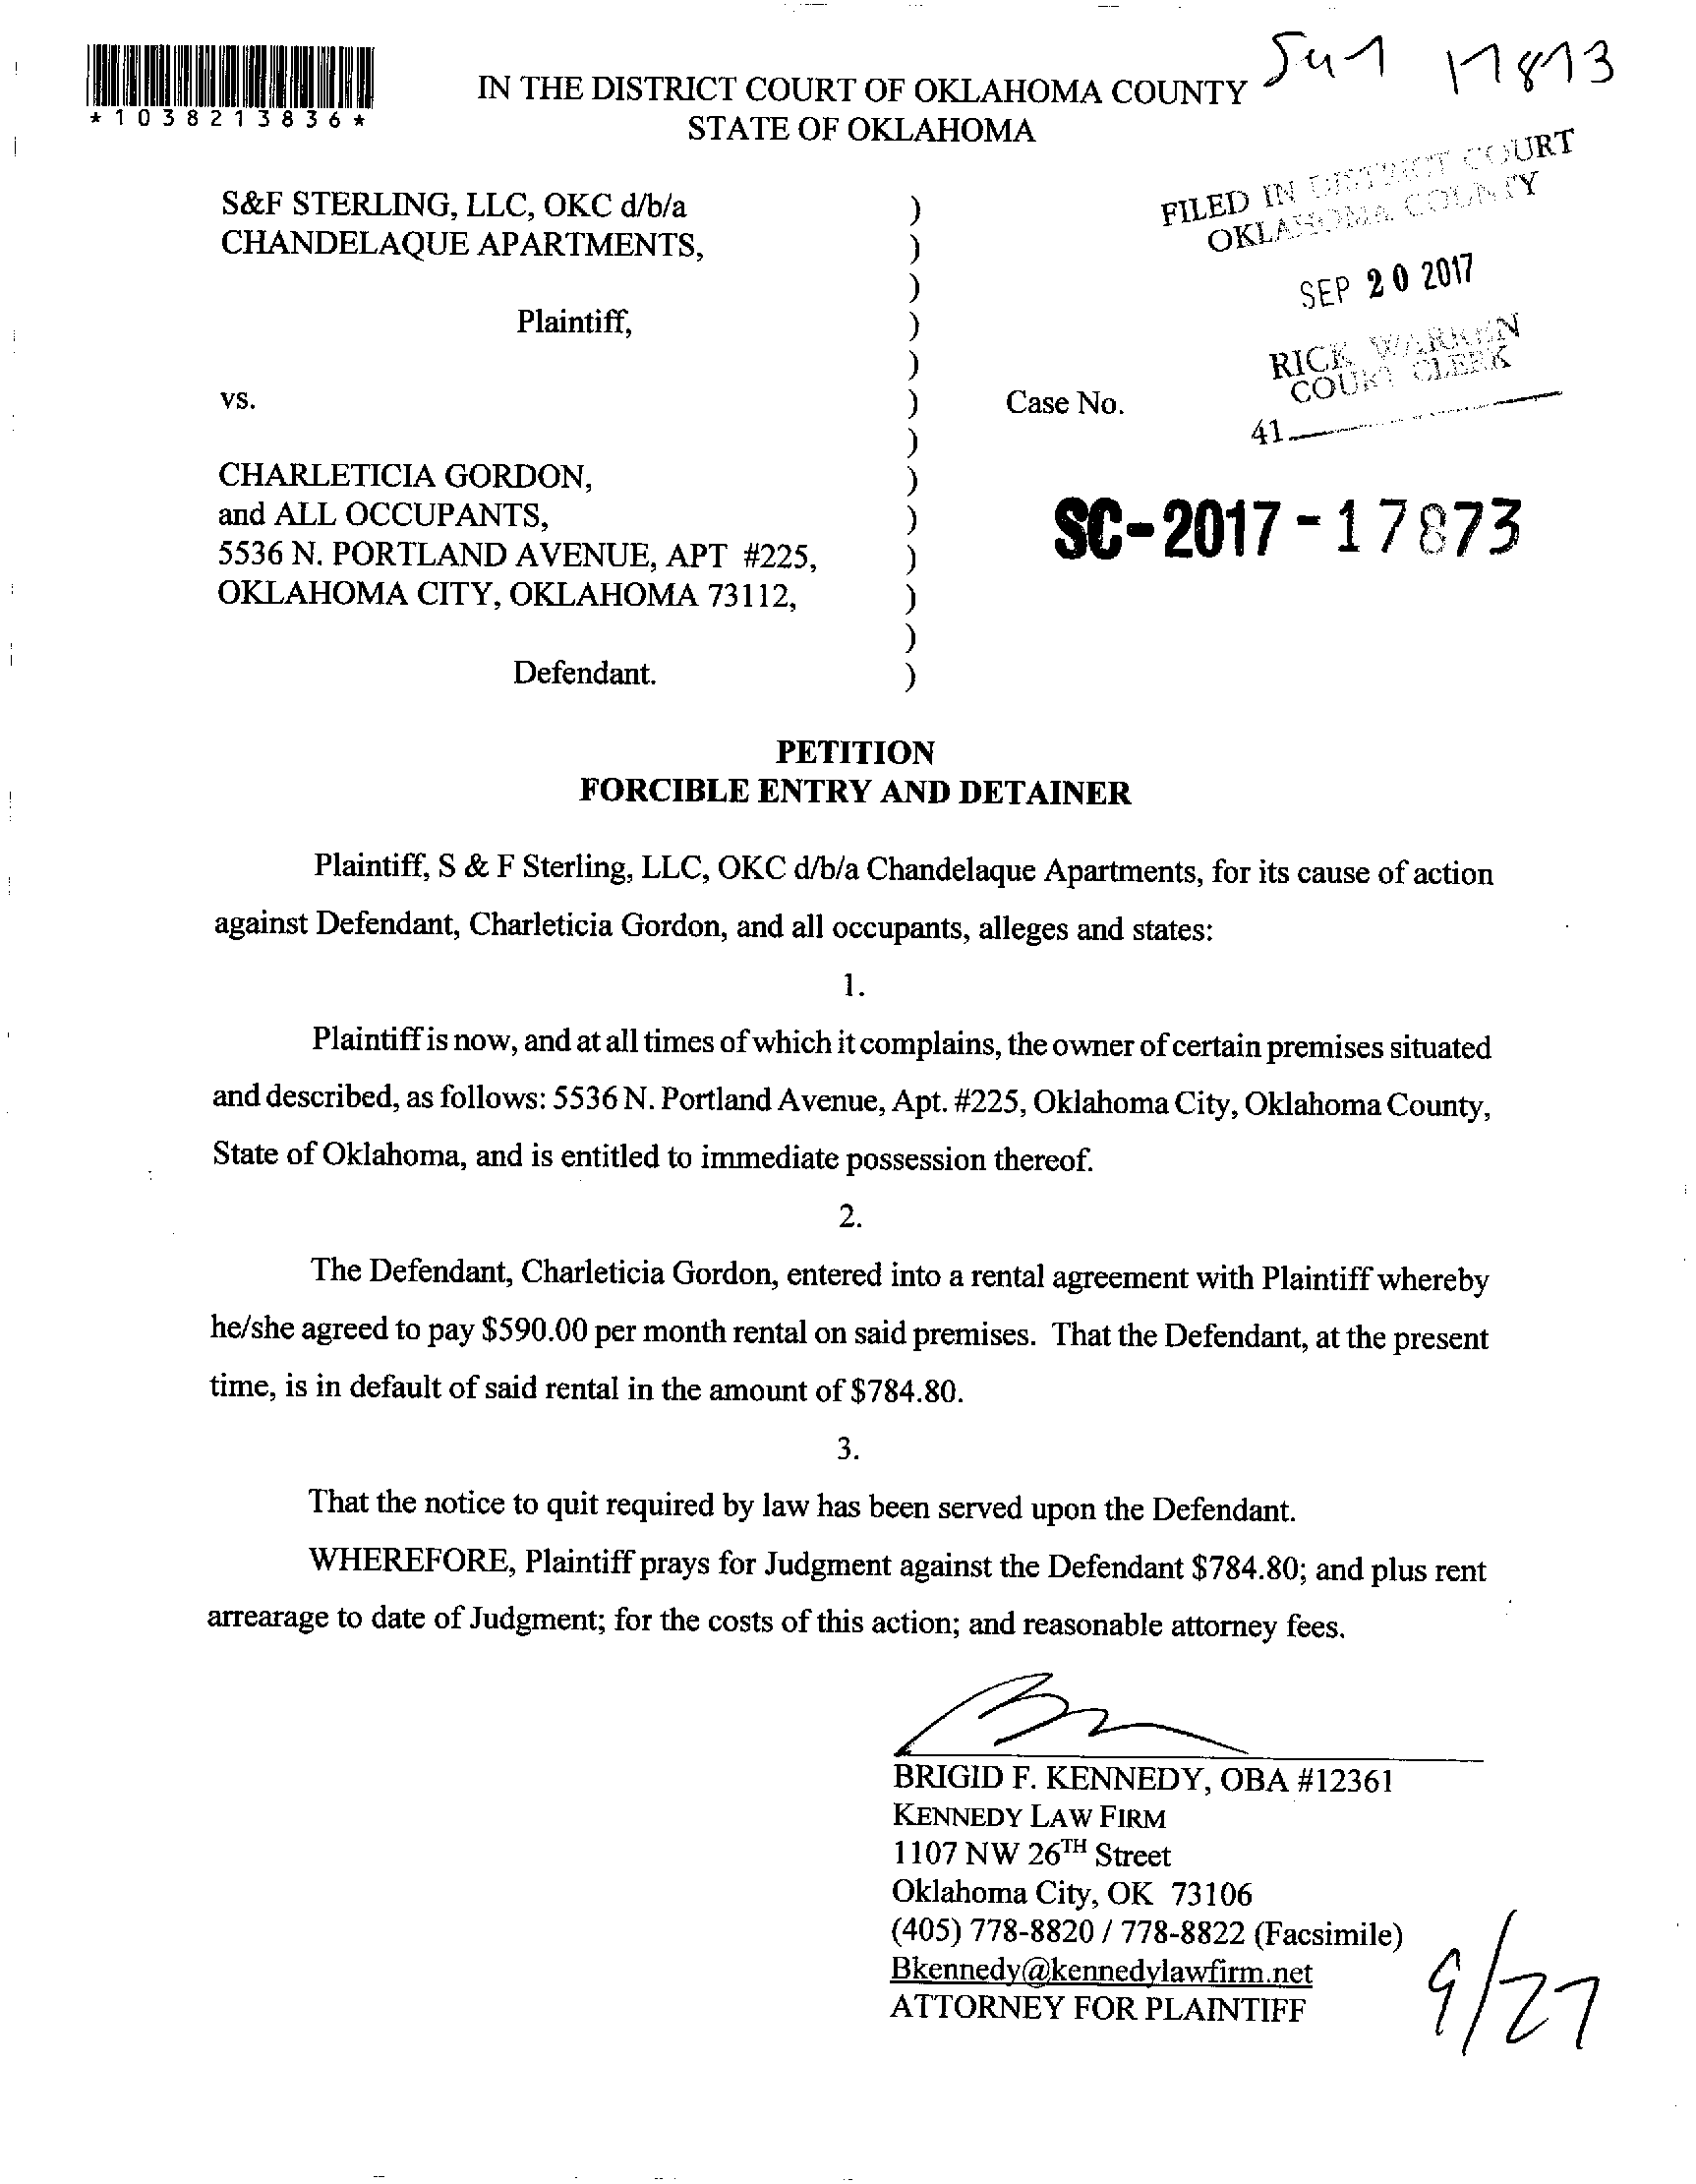 *1038213836*
IN THE DISTRICT COURT OF OKLAHOMA COUNTY
STATE OF OKLAHOMA
17873
FILED IN DISTRICT COURT
OKLAHOMA COUNTY
SEP 20 2017
RICK WARREN
COURT CLERK
41
S&F STERLING, LLC, OKC d/b/a )
CHANDELAQUE APARTMENTS, )
)
Plaintiff, )
)
vs. ) Case No.
)
CHARLETICIA GORDON, )
and ALL OCCUPANTS, ) SC-2017-17873
5536 N. PORTLAND AVENUE, APT #225, )
OKLAHOMA CITY, OKLAHOMA 73112, )
)
Defendant. )
PETITION
FORCIBLE ENTRY AND DETAINER
Plaintiff, S & F Sterling, LLC, OKC d/b/a Chandelaque Apartments, for its cause of action
against Defendant, Charleticia Gordon, and all occupants, alleges and states:
1.
Plaintiff is now, and at all times of which it complains, the owner of certain premises situated
and described, as follows: 5536 N. Portland Avenue, Apt. #225, Oklahoma City, Oklahoma County,
State of Oklahoma, and is entitled to immediate possession thereof.
2.
The Defendant, Charleticia Gordon, entered into a rental agreement with Plaintiff whereby
he/she agreed to pay $590.00 per month rental on said premises. That the Defendant, at the present
time, is in default of said rental in the amount of $784.80.
3.
That the notice to quit required by law has been served upon the Defendant.
WHEREFORE, Plaintiff prays for Judgment against the Defendant $784.80; and plus rent
arrearage to date of Judgment; for the costs of this action; and reasonable attorney fees.
BRIGID F. KENNEDY, OBA #12361
KENNEDY LAW FIRM
1107 NW 26TH Street
Oklahoma City, OK 73106
(405) 778-8820 / 778-8822 (Facsimile)
Bkennedy@kennedylawfirm.net
ATTORNEY FOR PLAINTIFF
9/27